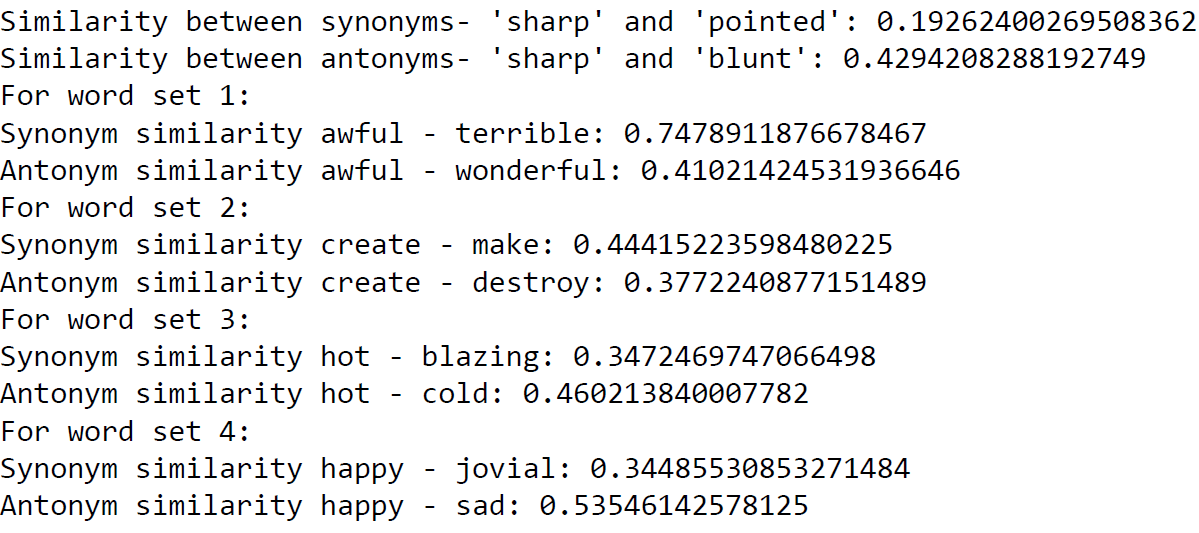 Similarity between synonyms- 'sharp' and 'pointed': 0.19262400269508362
Similarity between antonyms- 'sharp' and 'blunt': 0.4294208288192749
For word set 1:
Synonym similarity awful - terrible: 0.7478911876678467
Antonym similarity awful - wonderful: 0.41021424531936646
For word set 2:
Synonym similarity create - make: 0.44415223598480225
Antonym similarity create - destroy: 0.3772240877151489
For word set 3:
Synonym similarity hot - blazing: 0.3472469747066498
Antonym similarity hot - cold: 0.460213840007782
For word set 4:
Synonym similarity happy - jovial: 0.34485530853271484
Antonym similarity happy - sad: 0.53546142578125